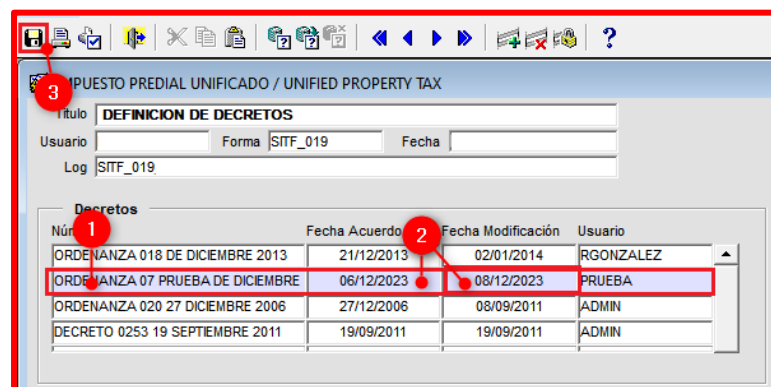 ?
3
MPUESTO PREDIAL UNIFICADO / UNIFIED PROPERTY TAX
Titulo DEFINICION DE DECRETOS
Usuario Forma SITF_019 Fecha
Log SITF_019
Decretos
1 2
Fecha Acuerdo Fecha Modificación Usuario
ORDENANZA 018 DE DICIEMBRE 2013 21/12/2013 02/01/2014 RGONZALEZ
ORDENANZA 07 PRUEBA DE DICIEMBRE 06/12/2023 08/12/2023 PRUEBA
ORDENANZA 020 27 DICIEMBRE 2006 27/12/2006 08/09/2011 ADMIN
DECRETO 0253 19 SEPTIEMBRE 2011 19/09/2011 19/09/2011 ADMIN